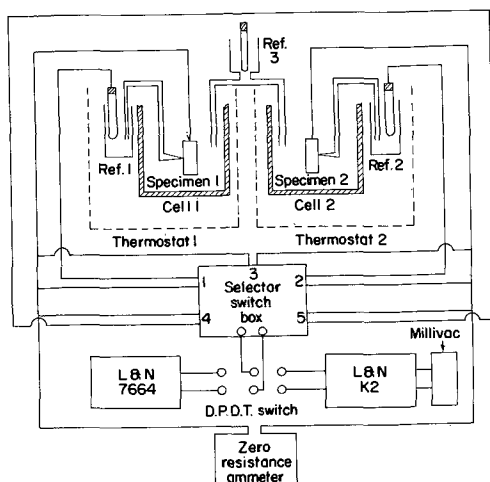 Ref.
3
Ref. 1
Specimen 1
Cell 1
Specimen 2
Cell 2
Ref. 2
Thermostat 1
Thermostat 2
1
3
2
Selector
switch
box
4
5
Millivac
L & N
7664
L & N
K2
D.P.D.T. switch
Zero
resistance
ammeter